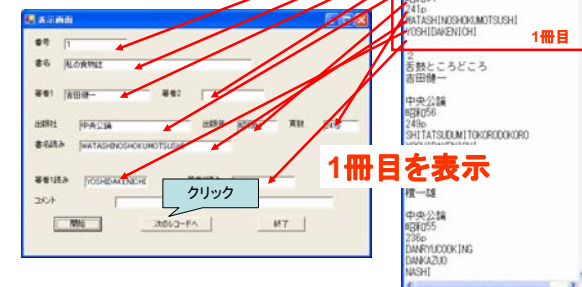 表示画面
番号
1
書名
私の食物誌
著者1
吉田健一
著者2
出版社
中央公論
出版年
頁数
書名読み
WATASHINOSHOKUMOTSUSHI
著者1読み
YOSHIDAKENICHI
コメント
クリック
開始
次のレコードへ
終了
241p
WATASHINOSHOKUMOTSUSHI
YOSHIDAKENICHI
1冊目
2
舌鼓ところどころ
吉田健一
中央公論
昭和56
249p
SHITATSUDUMITOKORODOKORO
1冊目を表示
檀一雄
中央公論
昭和55
236p
DANRYUCOOKING
DANKAZUO
NASHI